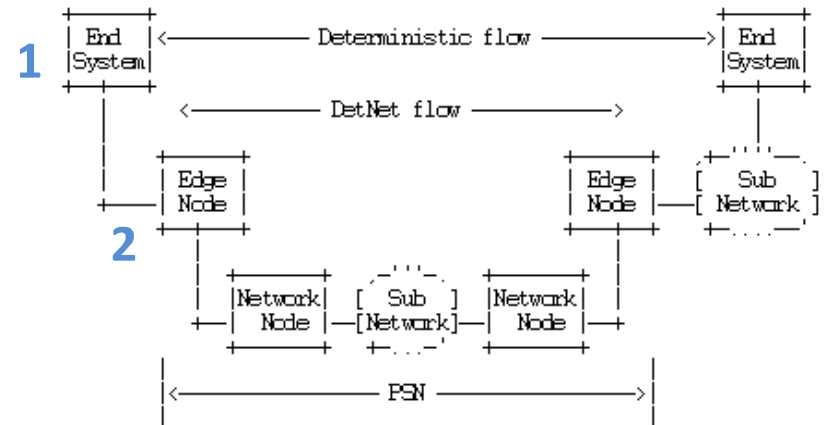 End Deterministic flow End
1 System System
DetNet flow
Edge Edge Sub
Node Node Network
2
Network Sub Network
Node Network Node
PSN